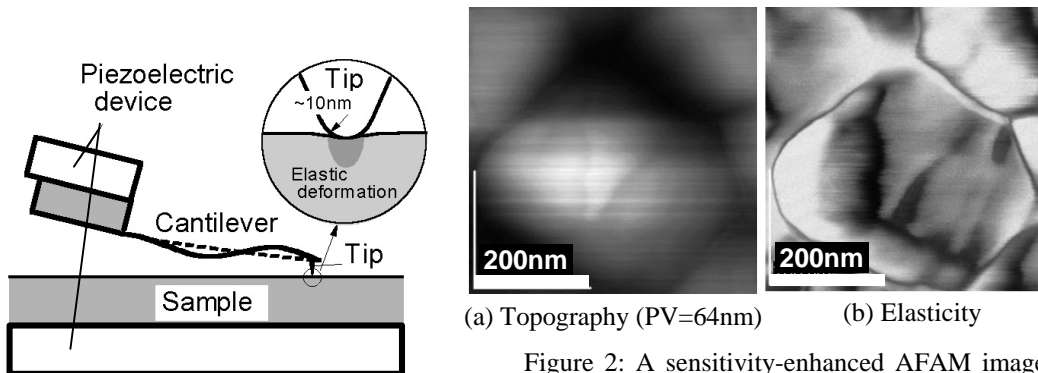 Piezoelectric
device
Tip
~10nm
Elastic
deformation
Cantilever
Tip
Sample
200nm
(a) Topography (PV=64nm)
200nm
(b) Elasticity
Figure 2: A sensitivity-enhanced AFAM image